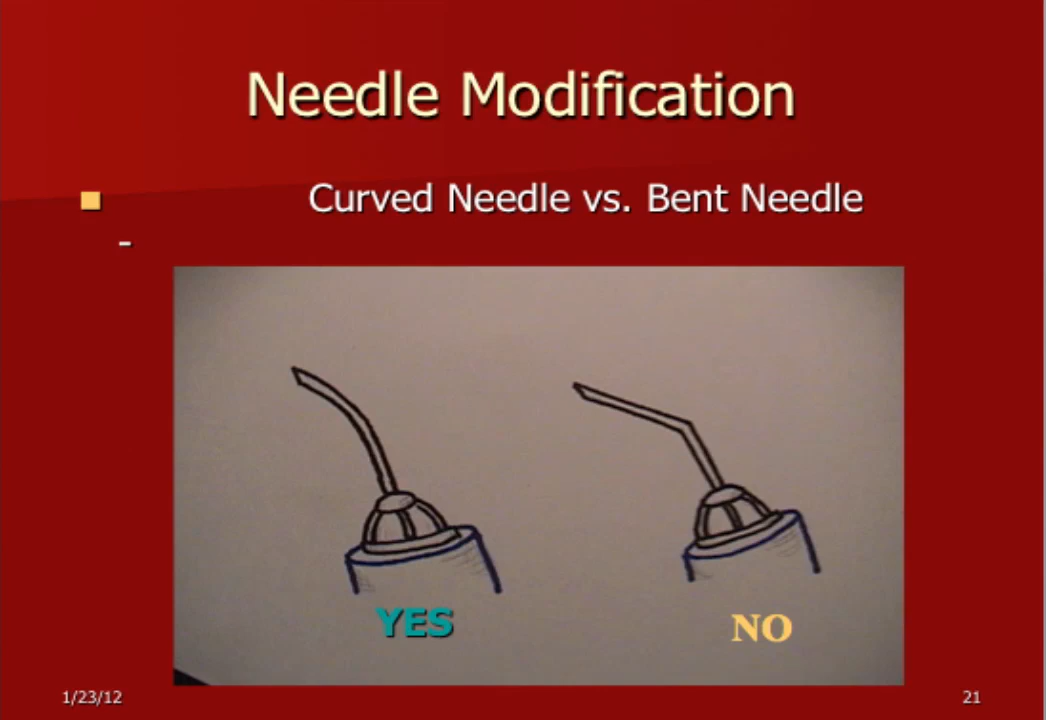 Needle Modification
Curved Needle vs. Bent Needle
-
YES
NO
1/23/12
21